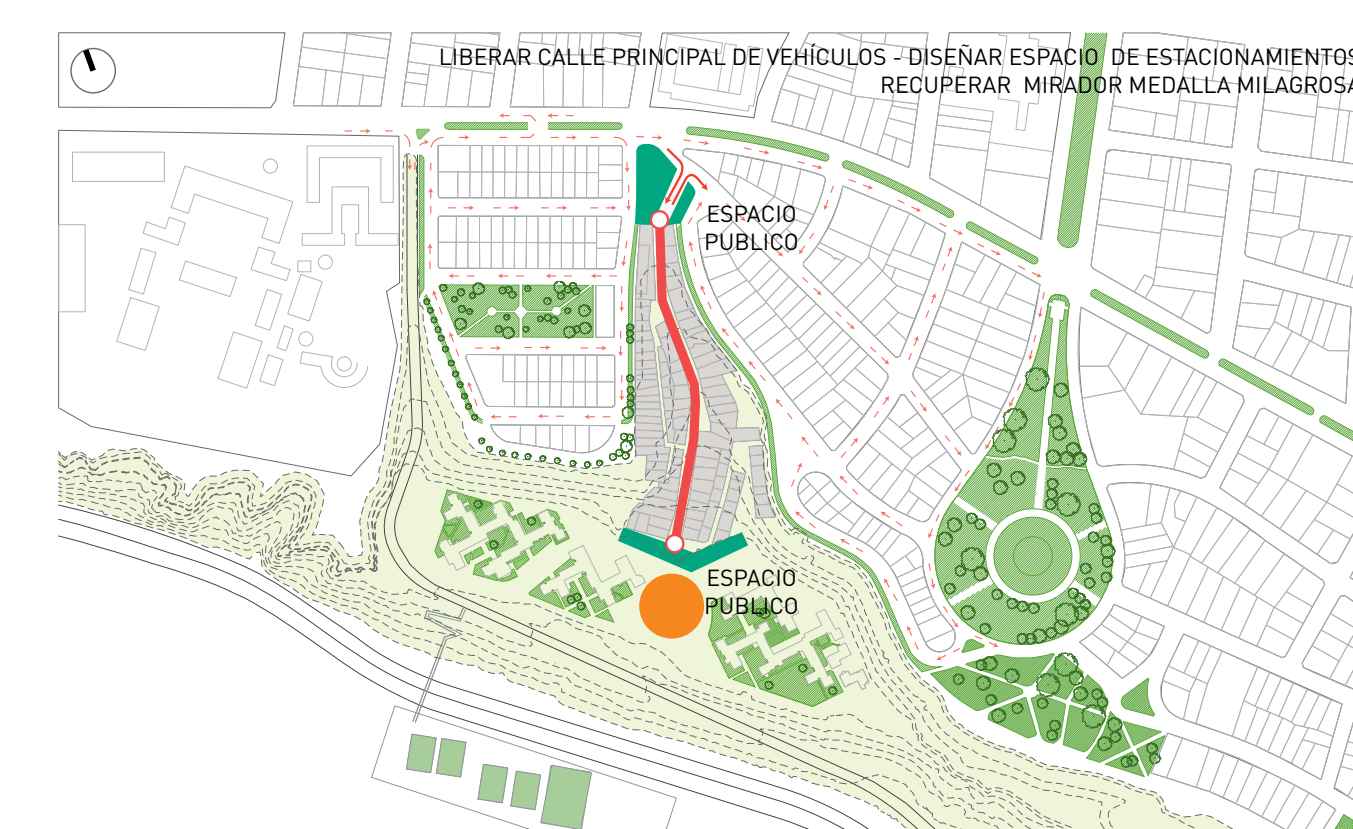 LIBERAR CALLE PRINCIPAL DE VEHÍCULOS - DISEÑAR ESPACIO DE ESTACIONAMIENTOS
RECUPERAR MIRADOR MEDALLA MILAGROSA
ESPACIO
PUBLICO
ESPACIO
PUBLICO